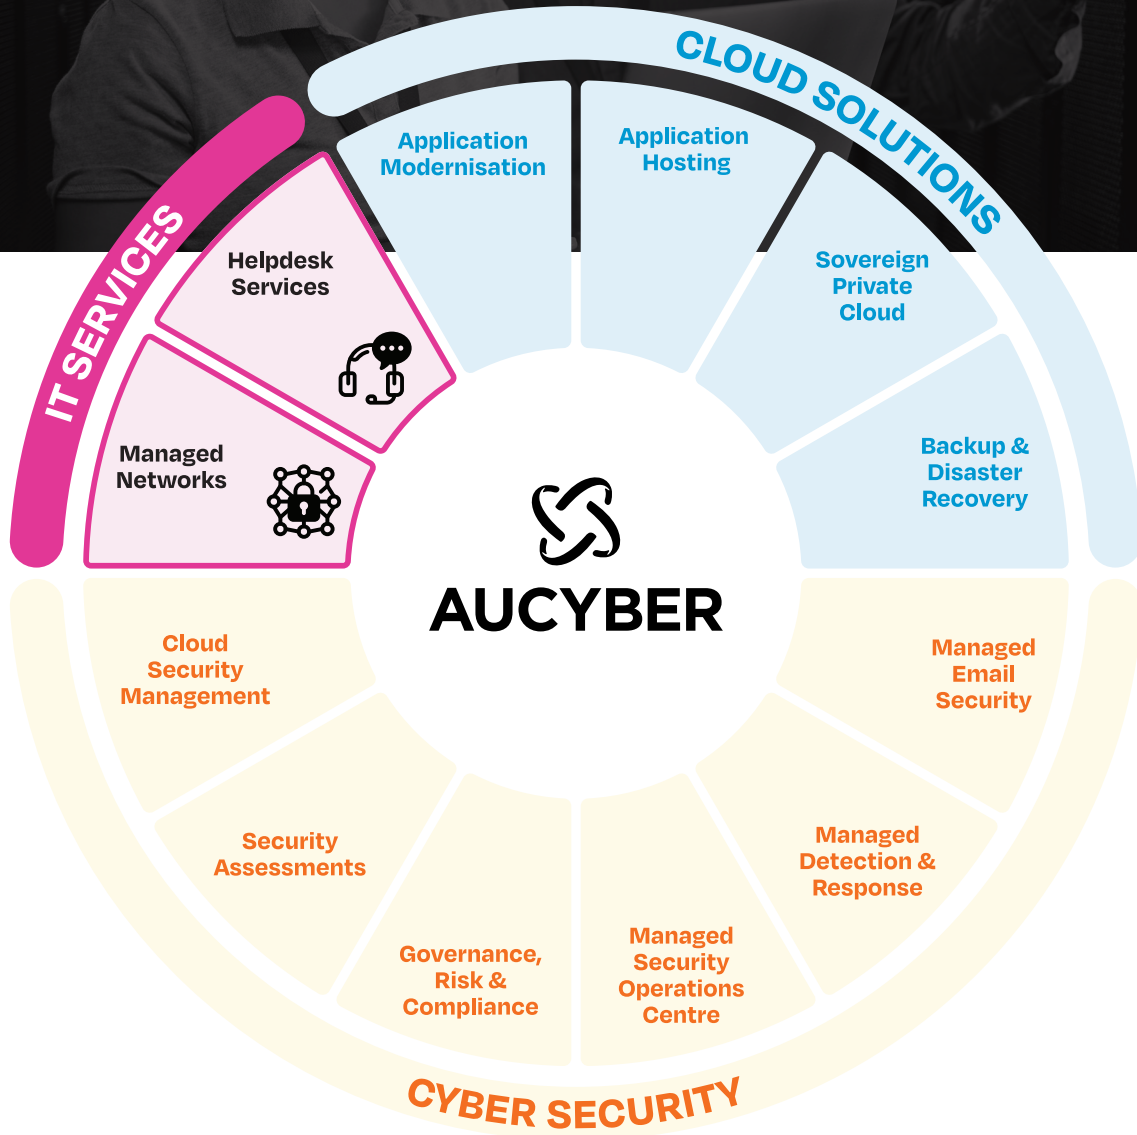 CLOUD SOLUTIONS
Application
Modernisation
Application
Hosting
Sovereign
Private
Cloud
Backup &
Disaster
Recovery
IT SERVICES
Helpdesk
Services
Managed
Networks
AUCYBER
Managed
Email
Security
Managed
Detection &
Response
Managed
Security
Operations
Centre
Governance,
Risk &
Compliance
Security
Assessments
Cloud
Security
Management
CYBER SECURITY